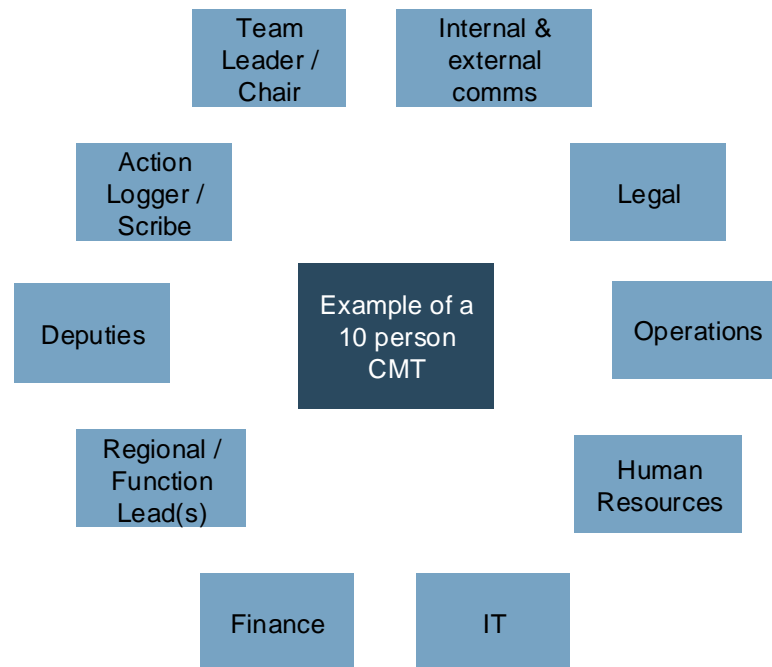 Team
Leader /
Chair
Internal &
external
comms
Action
Logger /
Scribe
Legal
Example of a
10 person
CMT
Deputies
Operations
Regional /
Function
Lead(s)
Human
Resources
Finance
IT